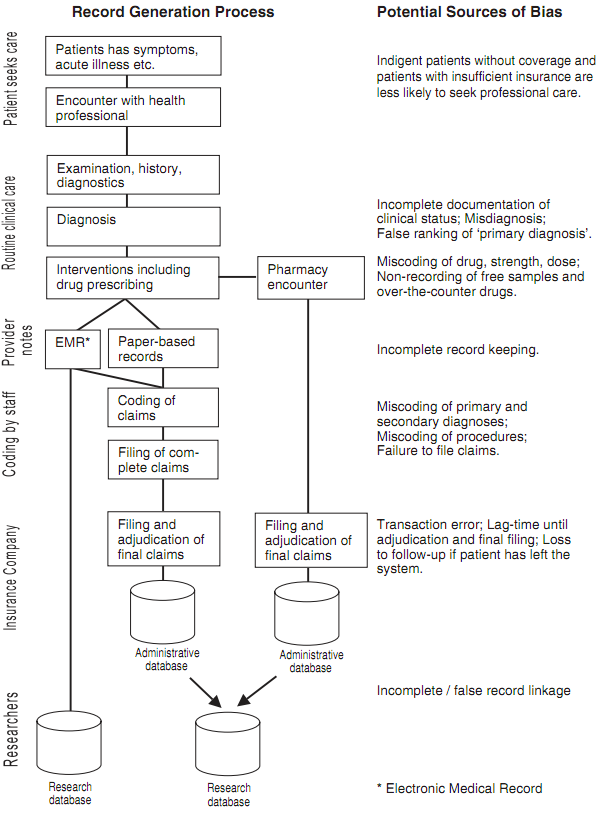 Record Generation Process
Potential Sources of Bias
Patient seeks care
Patients has symptoms,
acute illness etc.
Encounter with health
professional
Indigent patients without coverage and
patients with insufficient insurance are
less likely to seek professional care.
Routine clinical care
Examination, history,
diagnostics
Diagnosis
Incomplete documentation of
clinical status; Misdiagnosis;
False ranking of ‘primary diagnosis’.
Interventions including
drug prescribing
Pharmacy
encounter
Miscoding of drug, strength, dose;
Non-recording of free samples and
over-the-counter drugs.
Provider
notes
EMR*
Paper-based
records
Incomplete record keeping.
Coding by staff
Coding of
claims
Filing of com-
plete claims
Miscoding of primary and
secondary diagnoses;
Miscoding of procedures;
Failure to file claims.
Insurance Company
Filing and
adjudication of
final claims
Filing and
adjudication of
final claims
Transaction error; Lag-time until
adjudication and final filing; Loss
to follow-up if patient has left the
system.
Administrative
database
Administrative
database
Researchers
Incomplete / false record linkage
Research
database
Research
database
* Electronic Medical Record